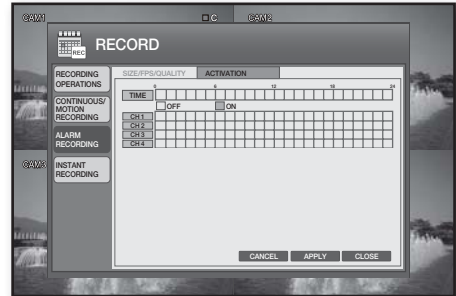 CAM1
C
CAM2
REC
RECORD
RECORDING OPERATIONS
SIZE/FPS/QUALITY
ACTIVATION
0 6 12 18 24
TIME
OFF
ON
CONTINUOUS/
MOTION
RECORDING
CH 1
CH 2
CH 3
CH 4
ALARM
RECORDING
CAM3
INSTANT
RECORDING
CANCEL
APPLY
CLOSE